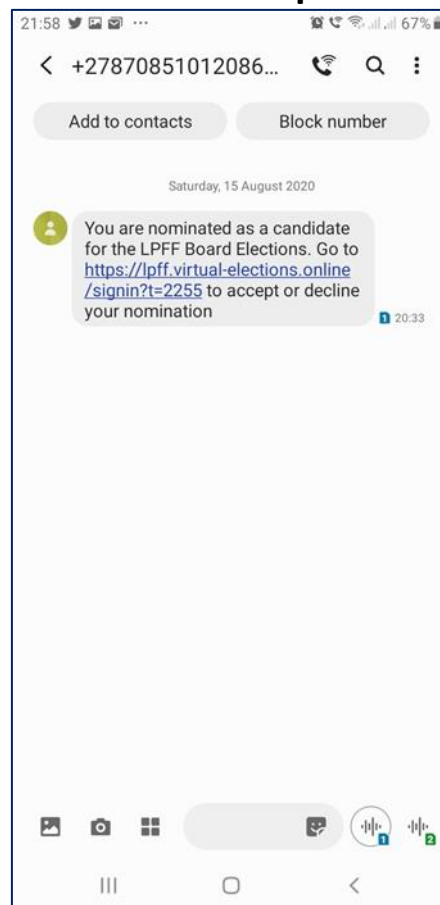 21:58
67%
+27870851012086...
Add to contacts
Block number
Saturday, 15 August 2020
You are nominated as a candidate
for the LPFF Board Elections. Go to
https://lpff.virtual-elections.online
/signin?t=2255 to accept or decline
your nomination
1 20:33
1
2